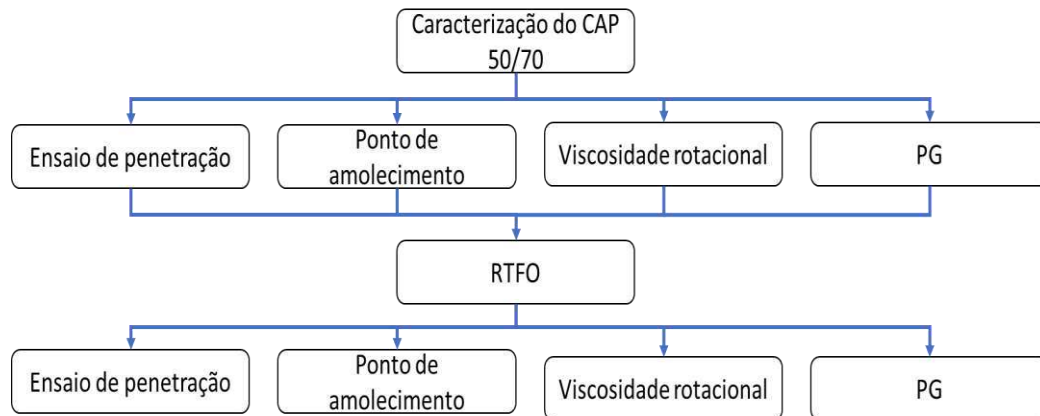 Caracterização do CAP
50/70
Ensaio de penetração
Ponto de
amolecimento
Viscosidade rotacional
PG
RTFO
Ensaio de penetração
Ponto de
amolecimento
Viscosidade rotacional
PG